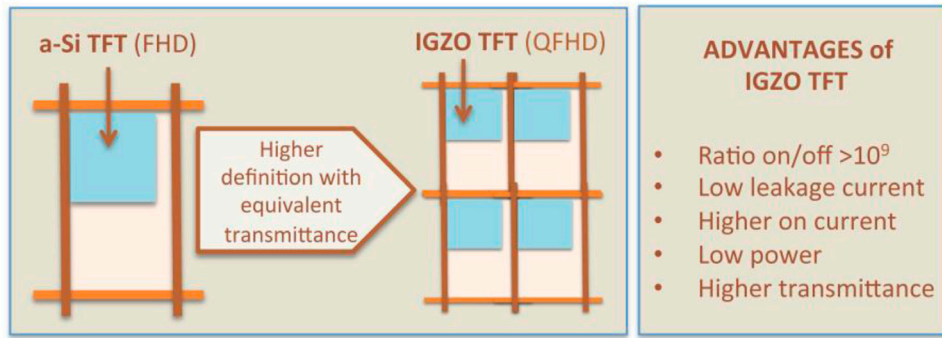 a-Si TFT (FHD)
IGZO TFT (QFHD)
Higher
definition with
equivalent
transmittance
ADVANTAGES of
IGZO TFT
• Ratio on/off >10⁹
• Low leakage current
• Higher on current
• Low power
• Higher transmittance